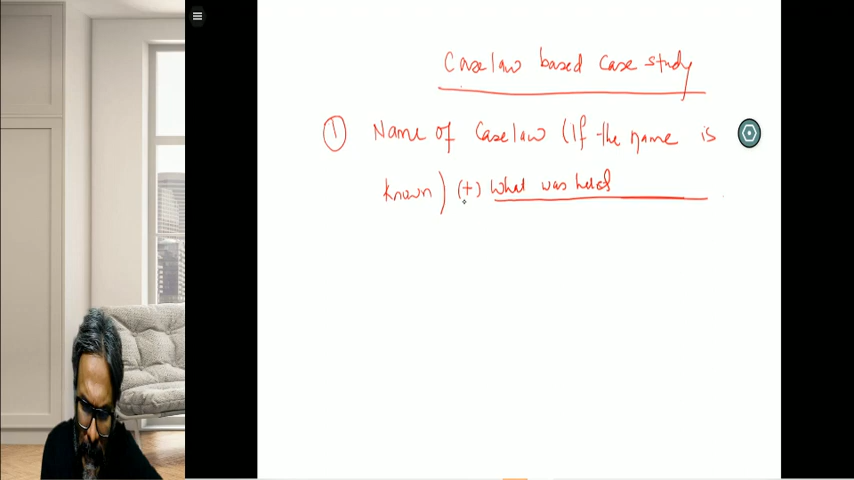 Caselaw based Case study
① Name of Caselaw (If the name is
known) (+) What was held